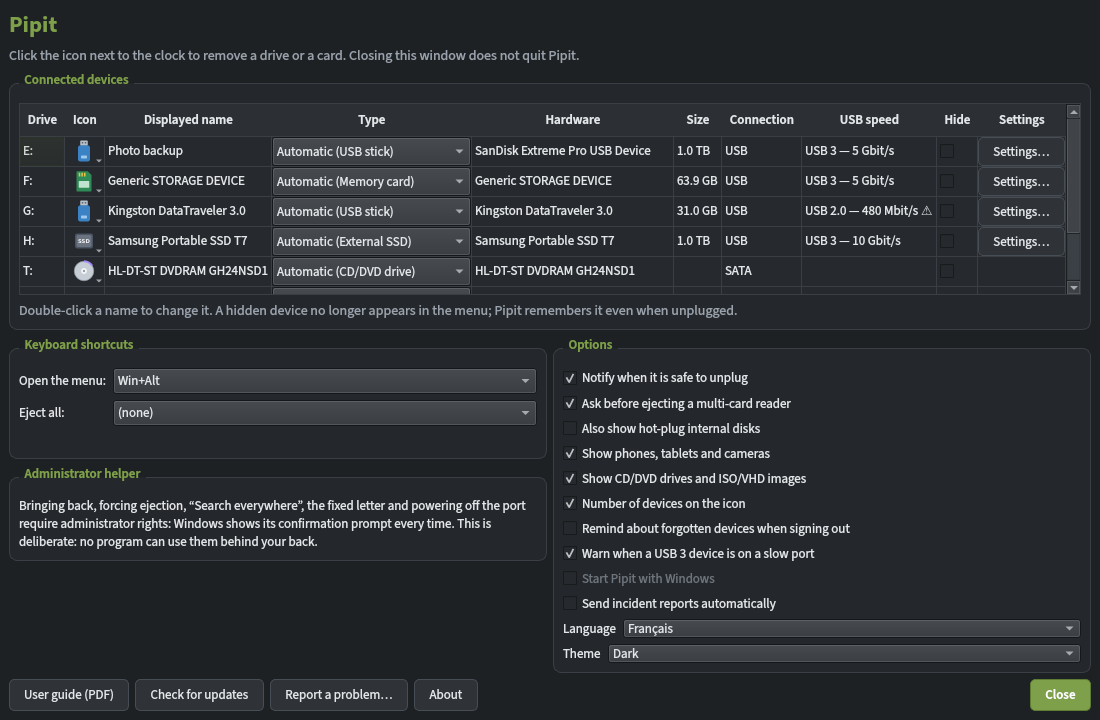 Pipit
Click the icon next to the clock to remove a drive or a card. Closing this window does not quit Pipit.
Connected devices
Drive Icon Displayed name Type Hardware Size Connection USB speed Hide Settings
E: Photo backup Automatic (USB stick) SanDisk Extreme Pro USB Device 1.0 TB USB USB 3 — 5 Gbit/s Settings…
F: Generic STORAGE DEVICE Automatic (Memory card) Generic STORAGE DEVICE 63.9 GB USB USB 3 — 5 Gbit/s Settings…
G: Kingston DataTraveler 3.0 Automatic (USB stick) Kingston DataTraveler 3.0 31.0 GB USB USB 2.0 — 480 Mbit/s ⚠ Settings…
H: SSD Samsung Portable SSD T7 Automatic (External SSD) Samsung Portable SSD T7 1.0 TB USB USB 3 — 10 Gbit/s Settings…
T: HL-DT-ST DVDRAM GH24NSD1 Automatic (CD/DVD drive) HL-DT-ST DVDRAM GH24NSD1 SATA
Double-click a name to change it. A hidden device no longer appears in the menu; Pipit remembers it even when unplugged.
Keyboard shortcuts
Open the menu: Win+Alt
Eject all: (none)
Administrator helper
Bringing back, forcing ejection, “Search everywhere”, the fixed letter and powering off the port
require administrator rights: Windows shows its confirmation prompt every time. This is
deliberate: no program can use them behind your back.
Options
Notify when it is safe to unplug
Ask before ejecting a multi-card reader
Also show hot-plug internal disks
Show phones, tablets and cameras
Show CD/DVD drives and ISO/VHD images
Number of devices on the icon
Remind about forgotten devices when signing out
Warn when a USB 3 device is on a slow port
Start Pipit with Windows
Send incident reports automatically
Language Français
Theme Dark
User guide (PDF) Check for updates Report a problem… About Close